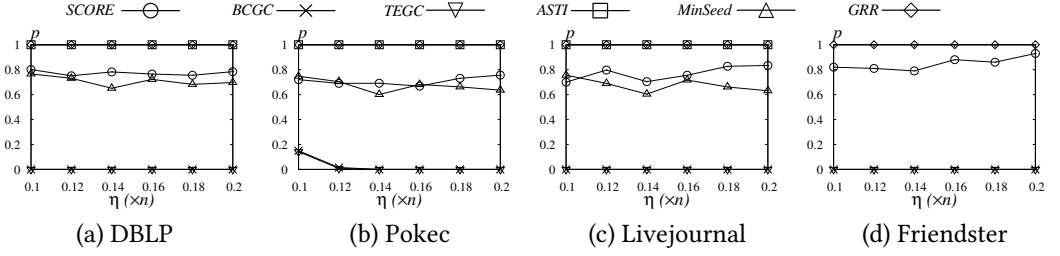 SCORE BCGC TEGC ASTI MinSeed GRR
p p p p
1 1 1 1
0.8 0.8 0.8 0.8
0.6 0.6 0.6 0.6
0.4 0.4 0.4 0.4
0.2 0.2 0.2 0.2
0 0 0 0
0.1 0.12 0.14 0.16 0.18 0.2 0.1 0.12 0.14 0.16 0.18 0.2 0.1 0.12 0.14 0.16 0.18 0.2 0.1 0.12 0.14 0.16 0.18 0.2
η (×n) η (×n) η (×n) η (×n)
(a) DBLP (b) Pokec (c) Livejournal (d) Friendster